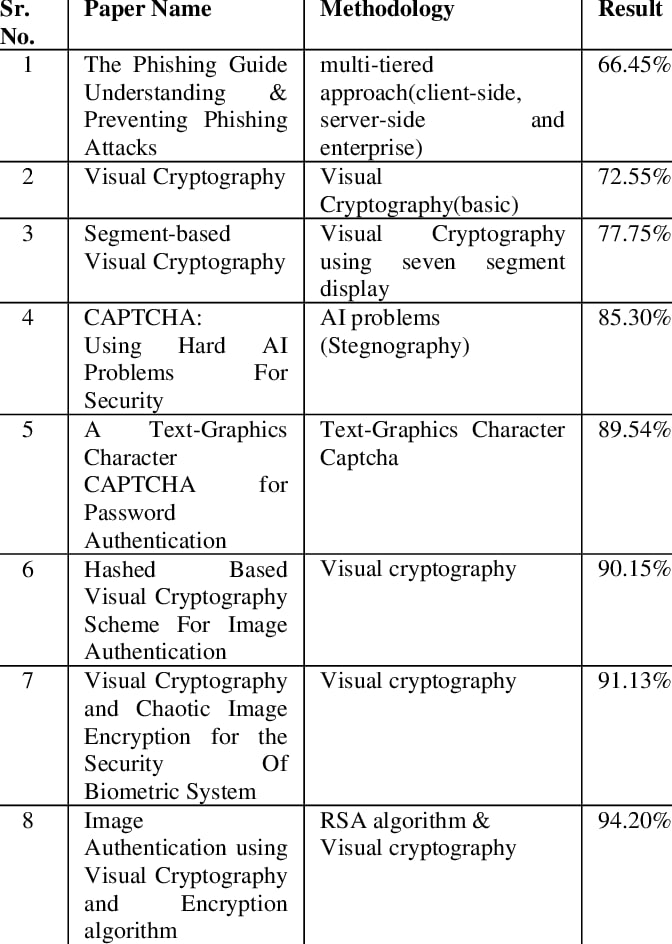 Sr. No. Paper Name Methodology Result
1 The Phishing Guide multi-tiered 66.45%
Understanding & approach(client-side,
Preventing Phishing server-side and
Attacks enterprise)
2 Visual Cryptography Visual 72.55%
Cryptography(basic)
3 Segment-based Visual Cryptography 77.75%
Visual Cryptography using seven segment
display
4 CAPTCHA: AI problems 85.30%
Using Hard AI (Stegnography)
Problems For
Security
5 A Text-Graphics Text-Graphics Character 89.54%
Character Captcha
CAPTCHA for
Password
Authentication
6 Hashed Based Visual cryptography 90.15%
Visual Cryptography
Scheme For Image
Authentication
7 Visual Cryptography Visual cryptography 91.13%
and Chaotic Image
Encryption for the
Security Of
Biometric System
8 Image RSA algorithm & 94.20%
Authentication using Visual cryptography
Visual Cryptography
and Encryption
algorithm